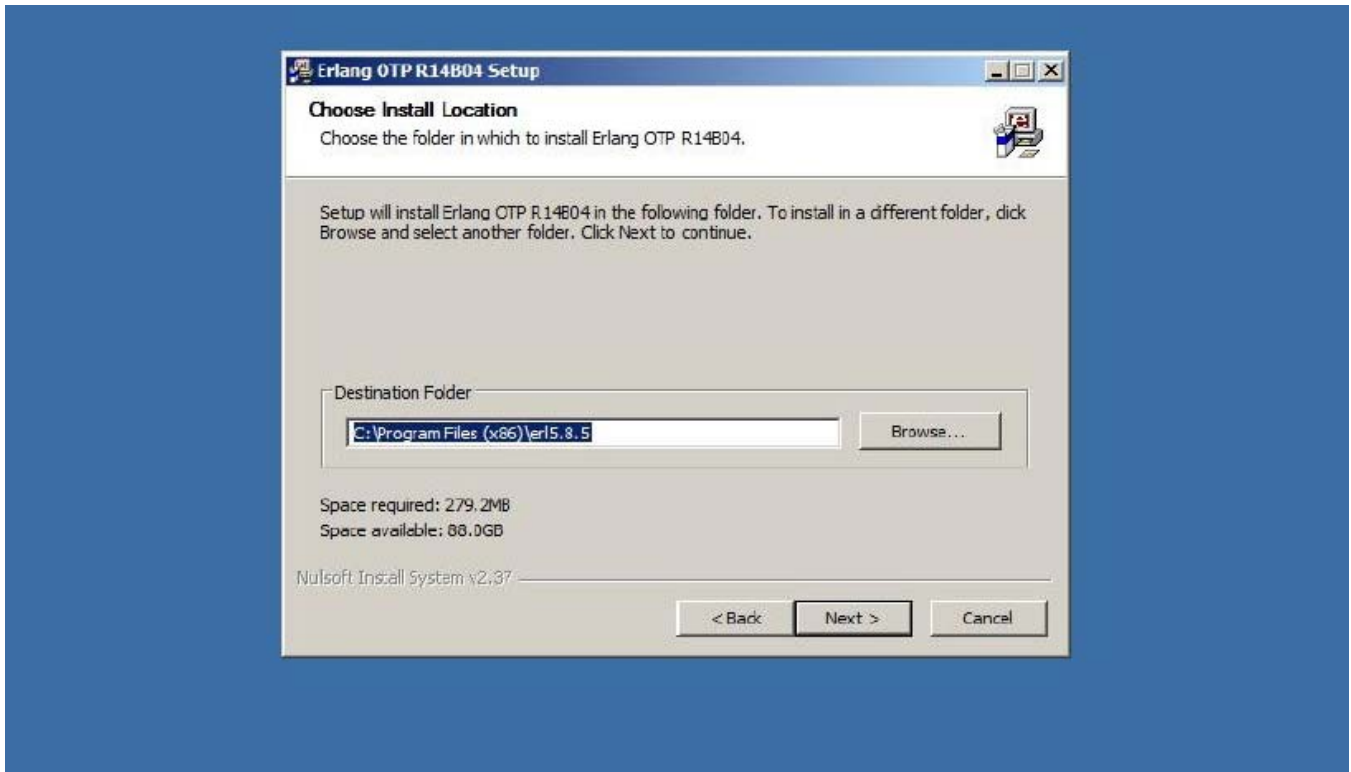 Erlang OTP R14B04 Setup
Choose Install Location
Choose the folder in which to install Erlang OTP R14B04.
Setup will install Erlang OTP R14B04 in the following folder. To install in a different folder, click
Browse and select another folder. Click Next to continue.
Destination Folder
C:\Program Files (x86)\erl5.8.5
Browse...
Space required: 279.2MB
Space available: 88.0GB
Nullsoft Install System v2.37
< Back
Next >
Cancel